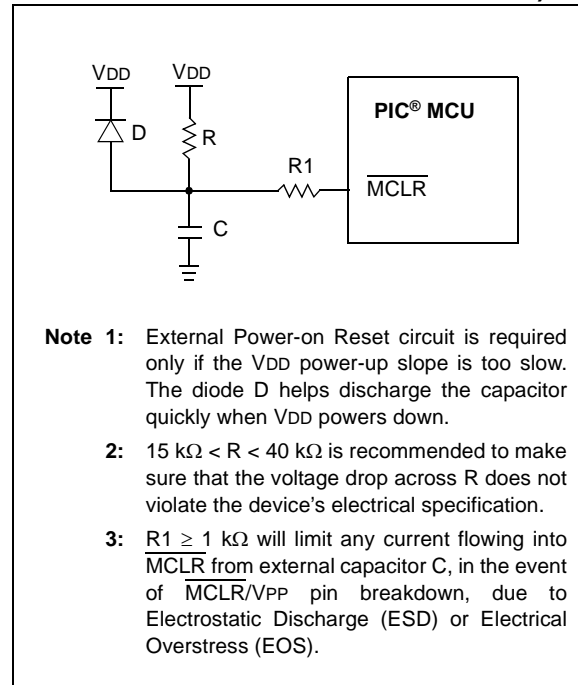 VDD VDD
D R
R1
C
PIC® MCU
MCLR
Note 1: External Power-on Reset circuit is required
only if the VDD power-up slope is too slow.
The diode D helps discharge the capacitor
quickly when VDD powers down.
2: 15 kΩ < R < 40 kΩ is recommended to make
sure that the voltage drop across R does not
violate the device's electrical specification.
3: R1 ≥ 1 kΩ will limit any current flowing into
MCLR from external capacitor C, in the event
of MCLR/VPP pin breakdown, due to
Electrostatic Discharge (ESD) or Electrical
Overstress (EOS).